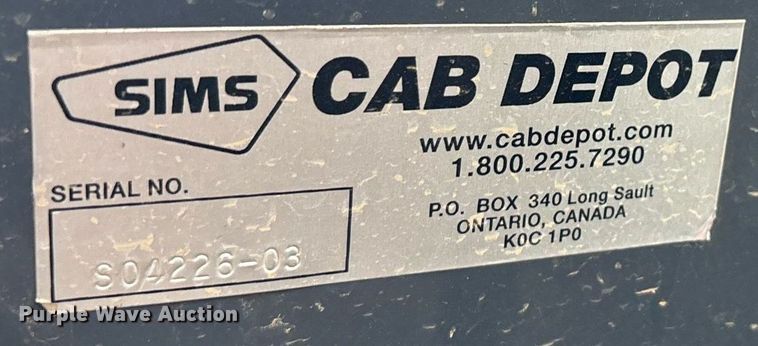 SIMS CAB DEPOT
www.cabdepot.com
1.800.225.7290
SERIAL NO.
P.O. BOX 340 Long Sault
ONTARIO, CANADA
K0C 1P0
S04226-03
Purple Wave Auction